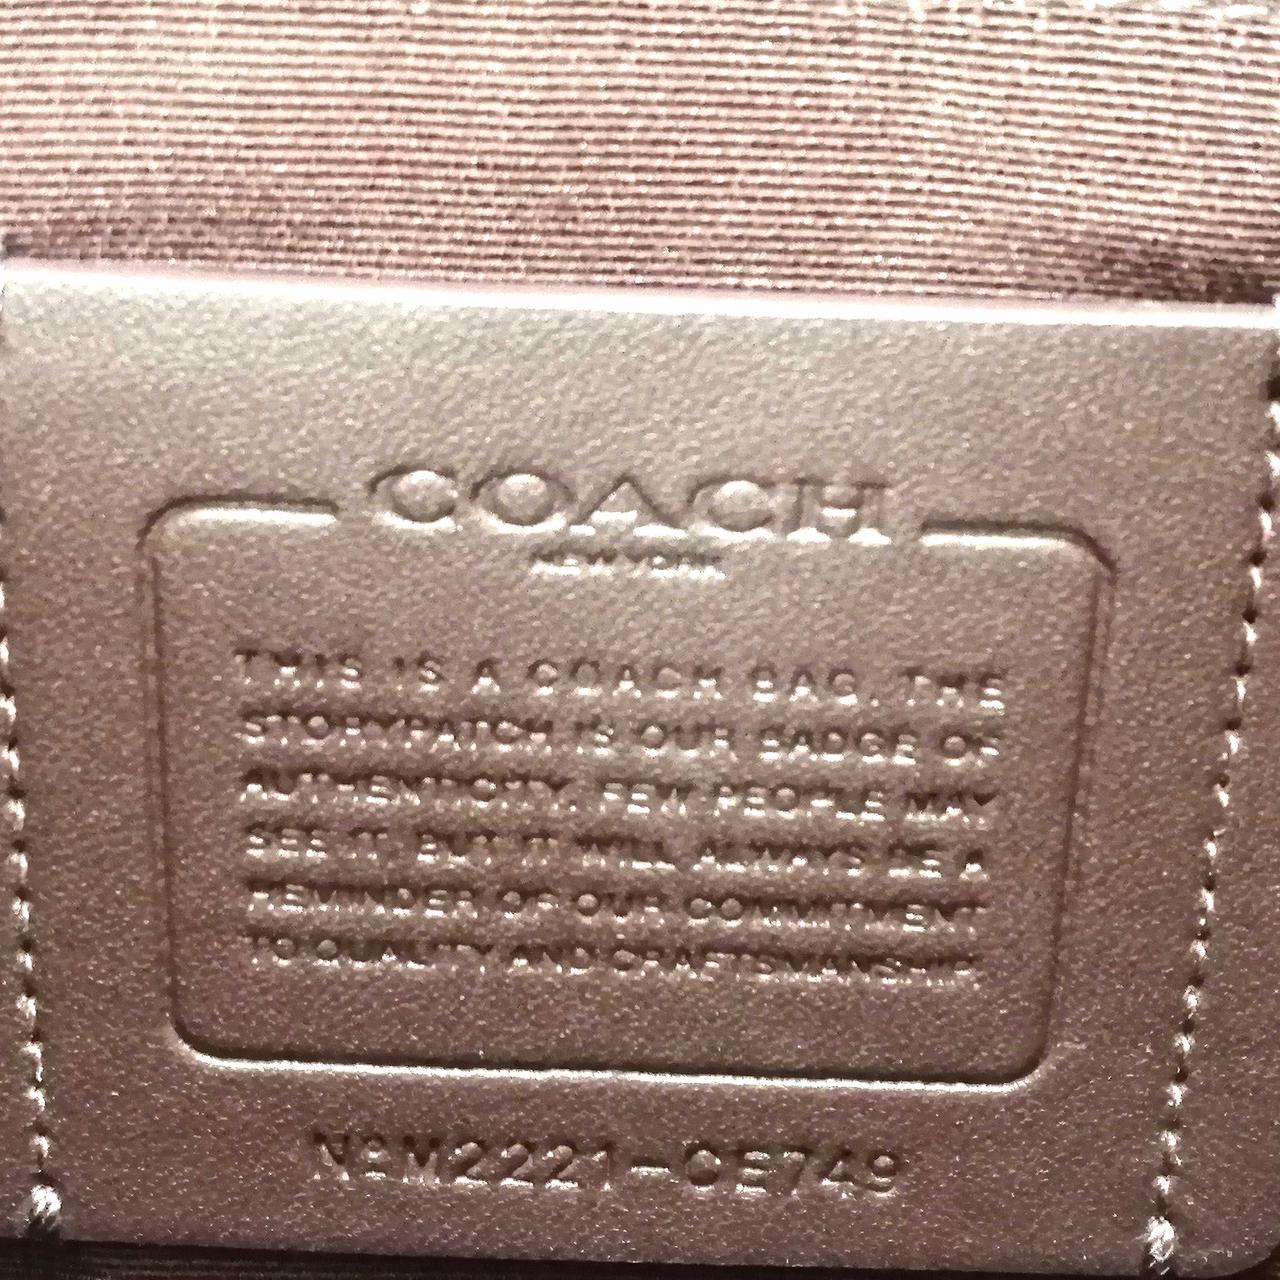 COACH
NEW YORK
THIS IS A COACH BAG. THE
STORYPATCH IS OUR BADGE OF
AUTHENTICITY. FEW PEOPLE MAY
SEE IT BUT IT WILL ALWAYS BE A
REMINDER OF OUR COMMITMENT
TO QUALITY AND CRAFTSMANSHIP.
NAM2221-CE749